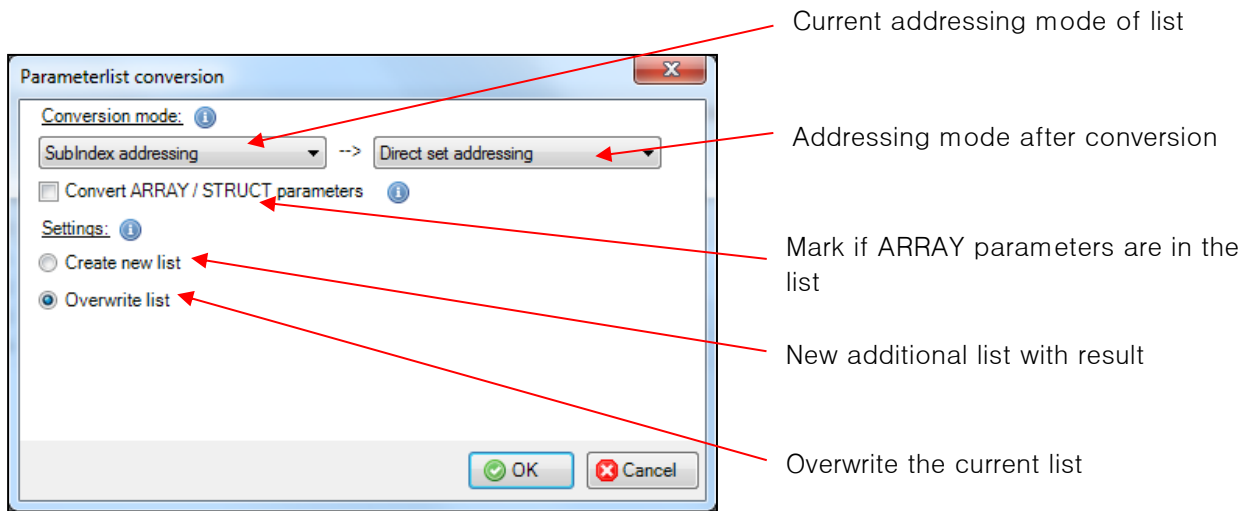 Current addressing mode of list
Parameterlist conversion
Conversion mode:
SubIndex addressing --> Direct set addressing
Addressing mode after conversion
Convert ARRAY / STRUCT parameters
Settings:
Create new list
Mark if ARRAY parameters are in the
list
Overwrite list
New additional list with result
OK Cancel
Overwrite the current list